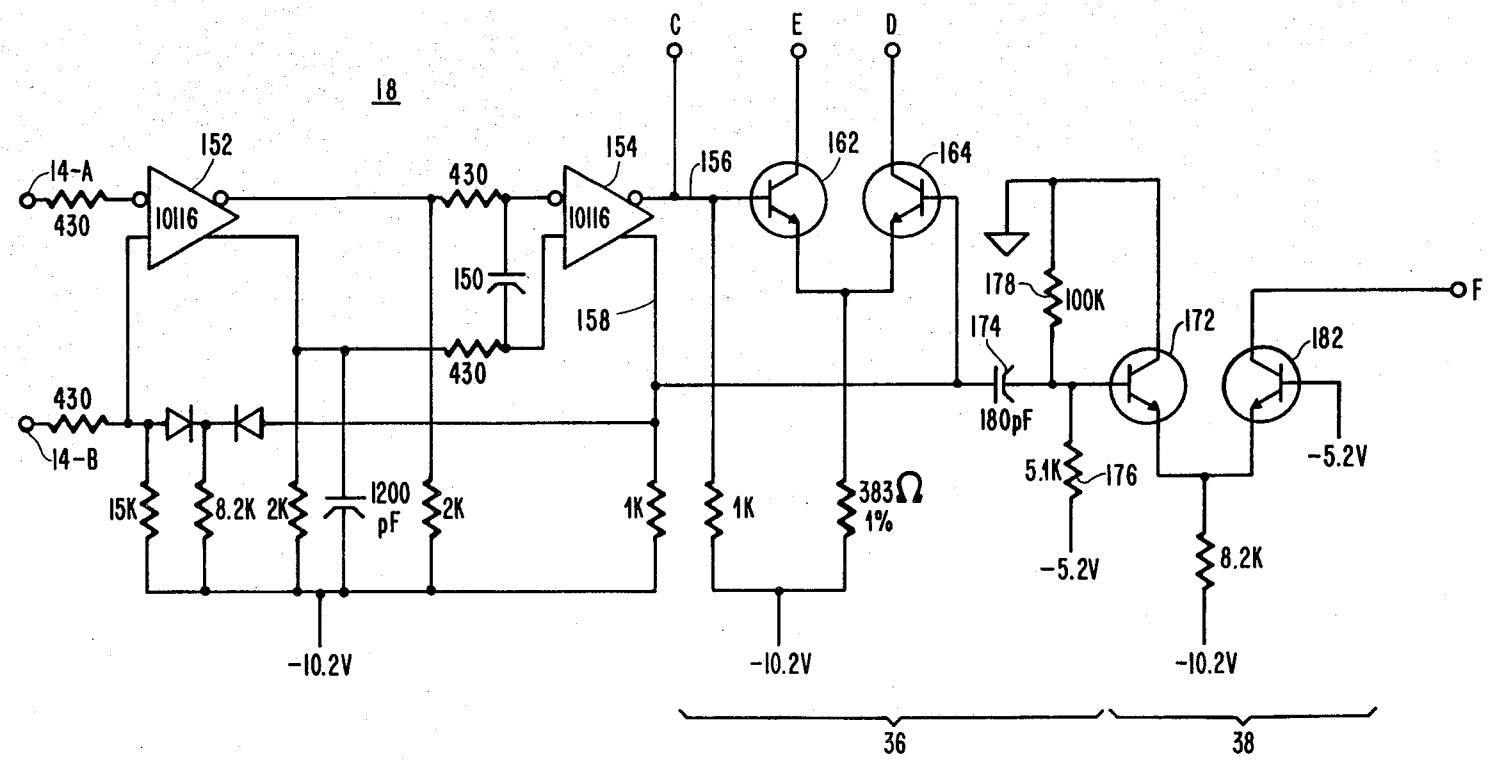 C E D
18
152
154
156
162
164
14-A
430
10116
430
10116
430
150
158
178
100K
174
172
182
F
430
430
180pF
14-B
5.1K
176
-5.2V
15K
8.2K
2K
1200
pF
2K
1K
1K
383Ω
1%
-5.2V
8.2K
-10.2V
-10.2V
-10.2V
36
38